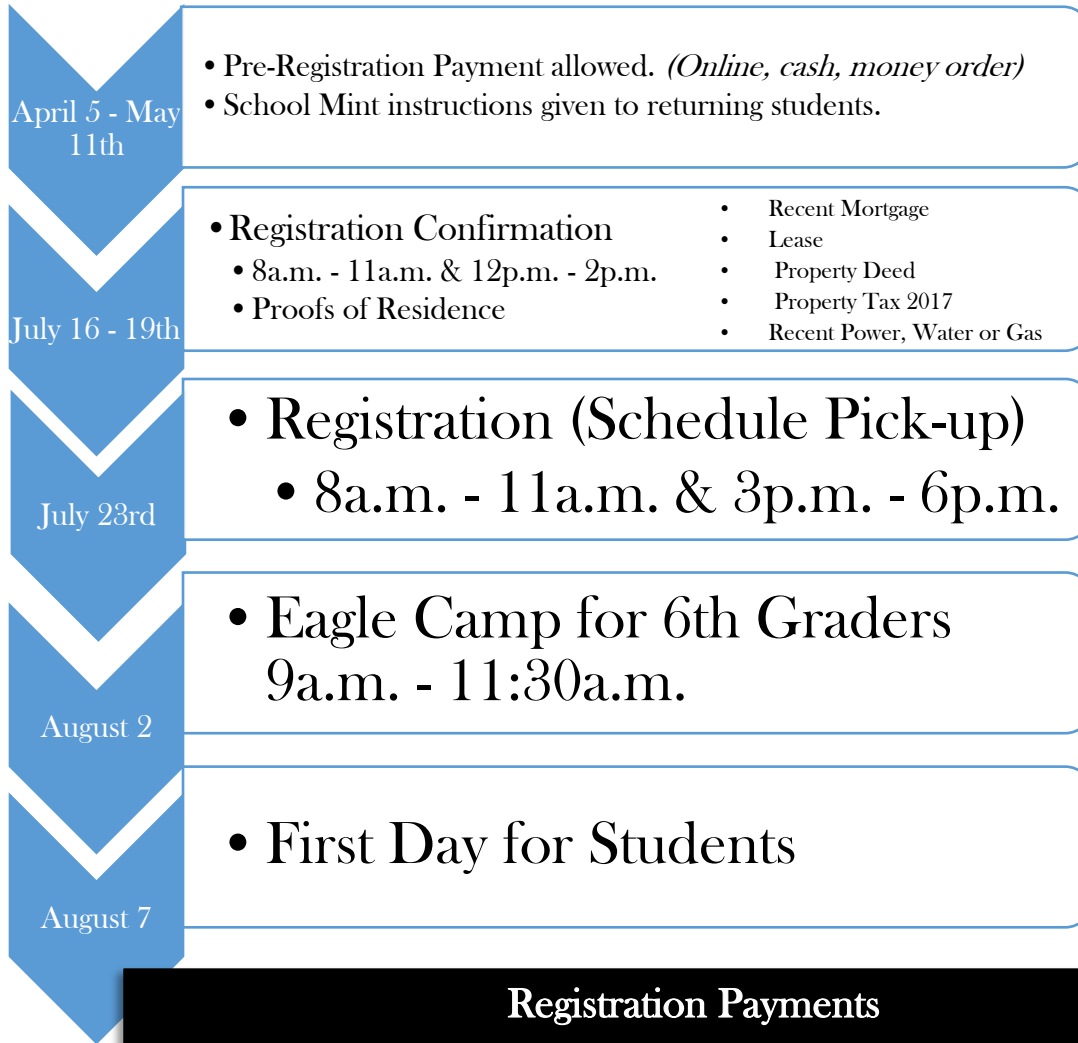 April 5 - May
11th
• Pre-Registration Payment allowed. (Online, cash, money order)
• School Mint instructions given to returning students.
July 16 - 19th
• Registration Confirmation
• 8a.m. - 11a.m. & 12p.m. - 2p.m.
• Proofs of Residence
• Recent Mortgage
• Lease
• Property Deed
• Property Tax 2017
• Recent Power, Water or Gas
July 23rd
• Registration (Schedule Pick-up)
• 8a.m. - 11a.m. & 3p.m. - 6p.m.
August 2
• Eagle Camp for 6th Graders
9a.m. - 11:30a.m.
August 7
• First Day for Students
Registration Payments